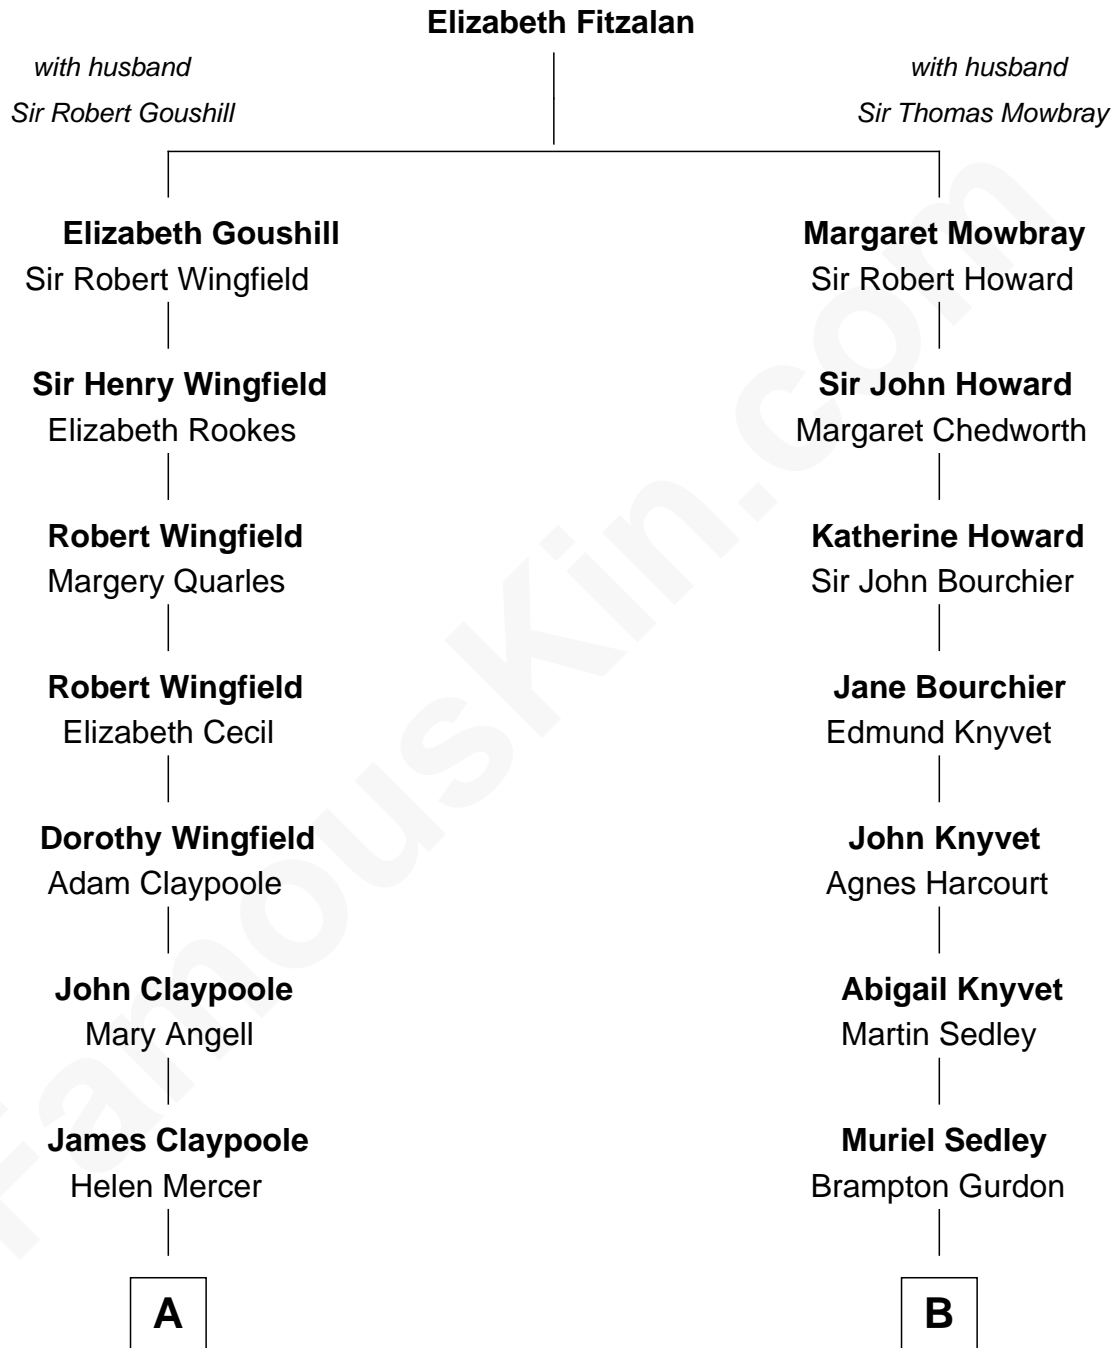 Elizabeth Fitzalan
with husband
Sir Robert Goushill
with husband
Sir Thomas Mowbray
Elizabeth Goushill
Sir Robert Wingfield
Sir Henry Wingfield
Elizabeth Rookes
Robert Wingfield
Margery Quarles
Robert Wingfield
Elizabeth Cecil
Dorothy Wingfield
Adam Claypoole
John Claypoole
Mary Angell
James Claypoole
Helen Mercer
A
Margaret Mowbray
Sir Robert Howard
Sir John Howard
Margaret Chedworth
Katherine Howard
Sir John Bourchier
Jane Bourchier
Edmund Knyvet
John Knyvet
Agnes Harcourt
Abigail Knyvet
Martin Sedley
Muriel Sedley
Brampton Gurdon
B
FamousKin.com